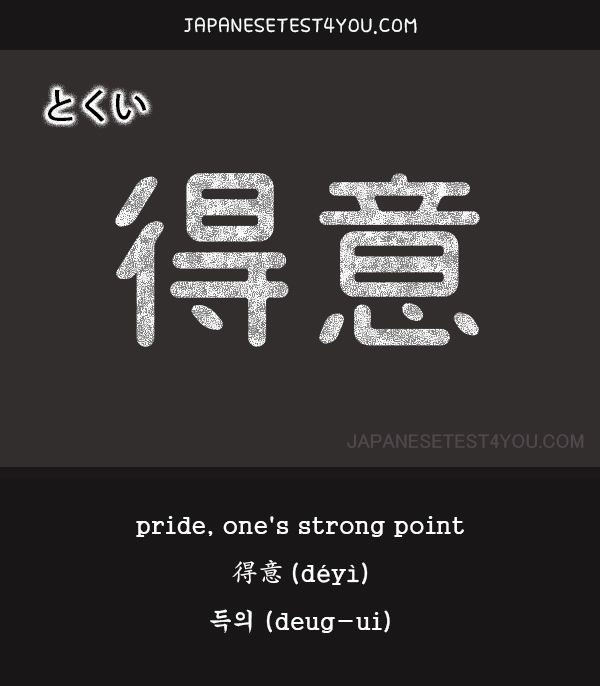 JAPANESETEST4YOU.COM
とくい
得意
JAPANESETEST4YOU.COM
pride, one's strong point
得意 (déyì)
득의 (deug-ui)